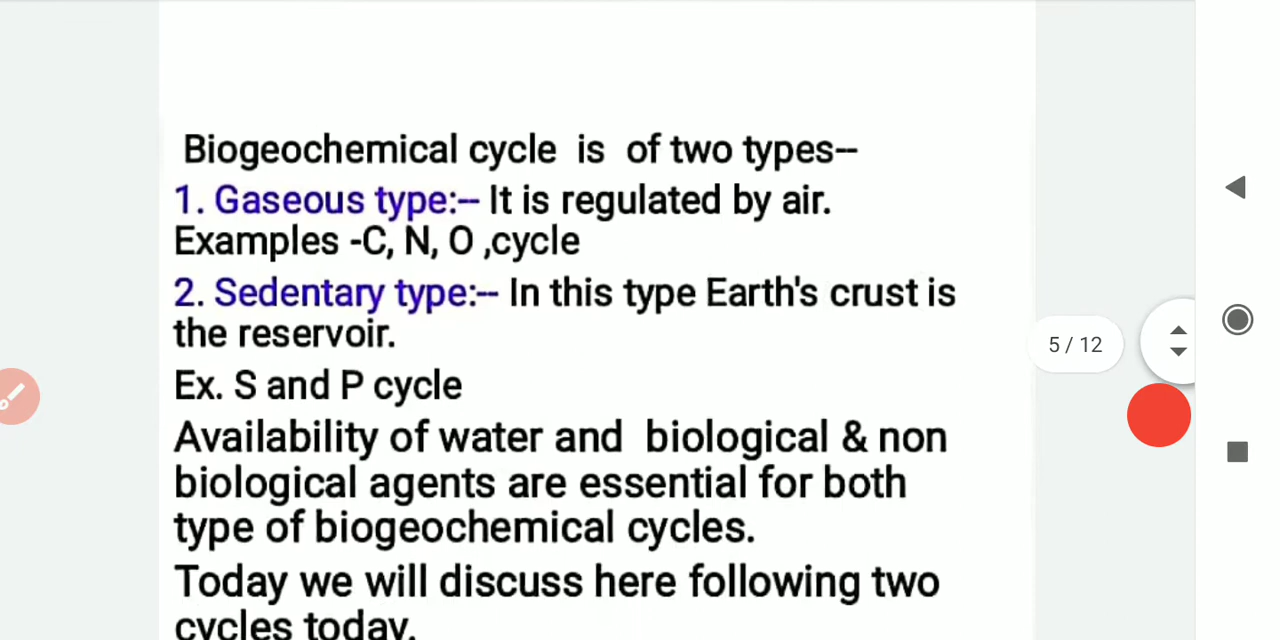 Biogeochemical cycle is of two types--
1. Gaseous type:-- It is regulated by air.
Examples -C, N, O ,cycle
2. Sedentary type:-- In this type Earth's crust is
the reservoir.
Ex. S and P cycle
Availability of water and biological & non
biological agents are essential for both
type of biogeochemical cycles.
Today we will discuss here following two
cycles today.
5 / 12